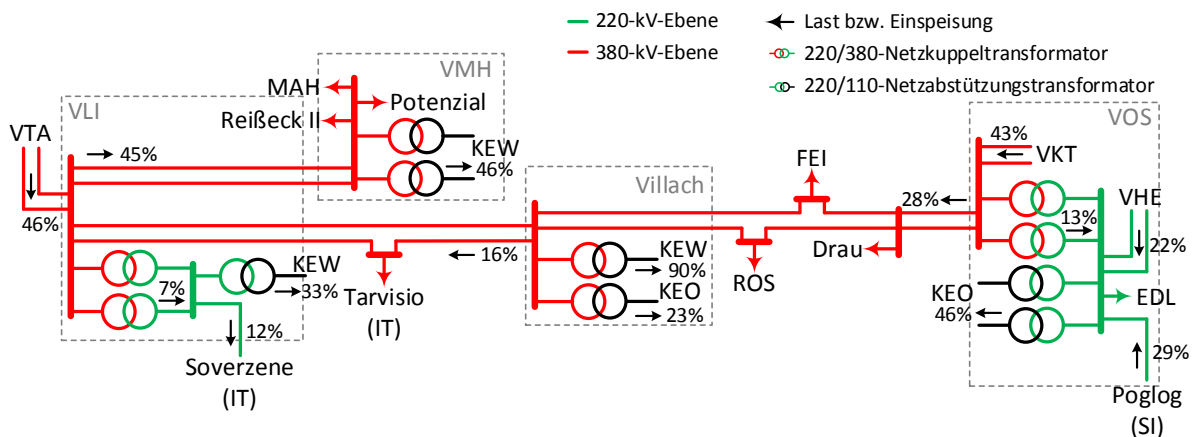 220-kV-Ebene
380-kV-Ebene
Last bzw. Einspeisung
220/380-Netzkuppeltransformator
220/110-Netzabstützungstransformator
VMH
MAH
Potenzial
Reißeck II
KEW
46%
VLI
VTA
45%
46%
KEW
7%
33%
12%
Soverzene
(IT)
Tarvisio
(IT)
16%
Villach
KEW
90%
KEO
23%
FEI
ROS
Drau
28%
VOS
43%
VKT
13%
VHE
22%
KEO
46%
EDL
29%
Poglog
(SI)